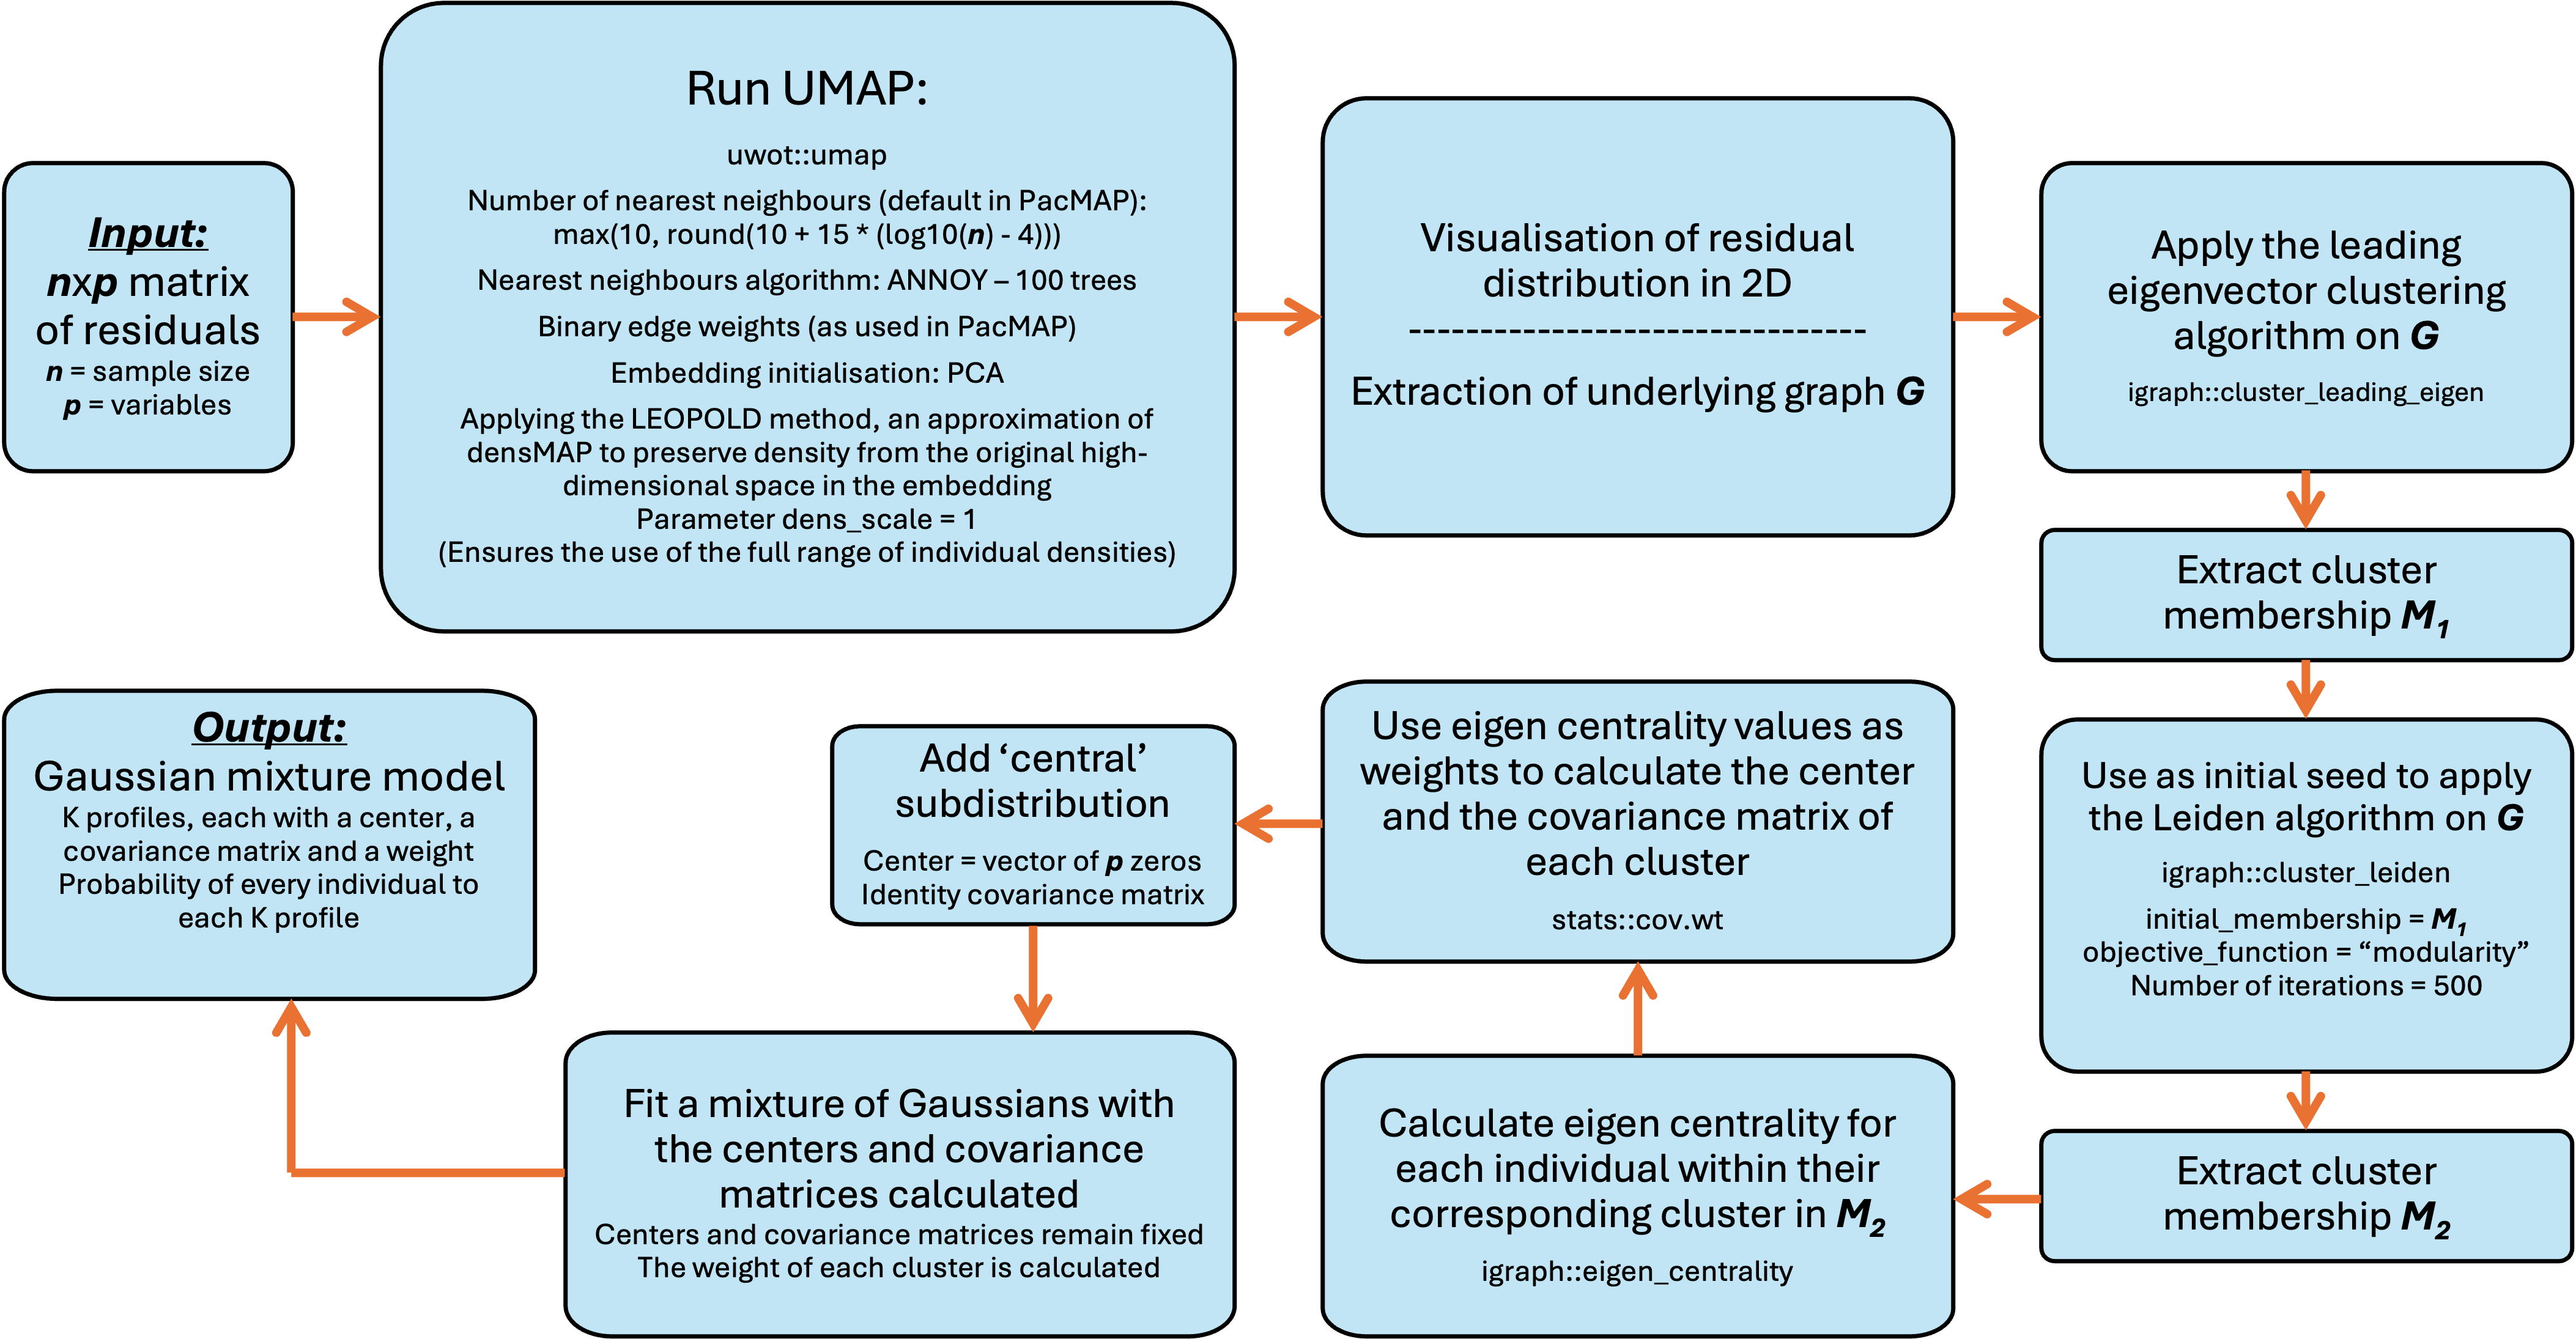 Input:
nxp matrix
of residuals
n = sample size
p = variables
Run UMAP:
uwot::umap
Number of nearest neighbours (default in PacMAP):
max(10, round(10 + 15 * (log10(n) - 4)))
Nearest neighbours algorithm: ANNOY – 100 trees
Binary edge weights (as used in PacMAP)
Embedding initialisation: PCA
Applying the LEOPOLD method, an approximation of
densMAP to preserve density from the original high-
dimensional space in the embedding
Parameter dens_scale = 1
(Ensures the use of the full range of individual densities)
Visualisation of residual
distribution in 2D
--------------------------------
Extraction of underlying graph G
Apply the leading
eigenvector clustering
algorithm on G
igraph::cluster_leading_eigen
Extract cluster
membership M1
Use as initial seed to apply
the Leiden algorithm on G
igraph::cluster_leiden
initial_membership = M1
objective_function = “modularity”
Number of iterations = 500
Extract cluster
membership M2
Calculate eigen centrality for
each individual within their
corresponding cluster in M2
igraph::eigen_centrality
Use eigen centrality values as
weights to calculate the center
and the covariance matrix of
each cluster
stats::cov.wt
Add ‘central’
subdistribution
Center = vector of p zeros
Identity covariance matrix
Fit a mixture of Gaussians with
the centers and covariance
matrices calculated
Centers and covariance matrices remain fixed
The weight of each cluster is calculated
Output:
Gaussian mixture model
K profiles, each with a center, a
covariance matrix and a weight
Probability of every individual to
each K profile